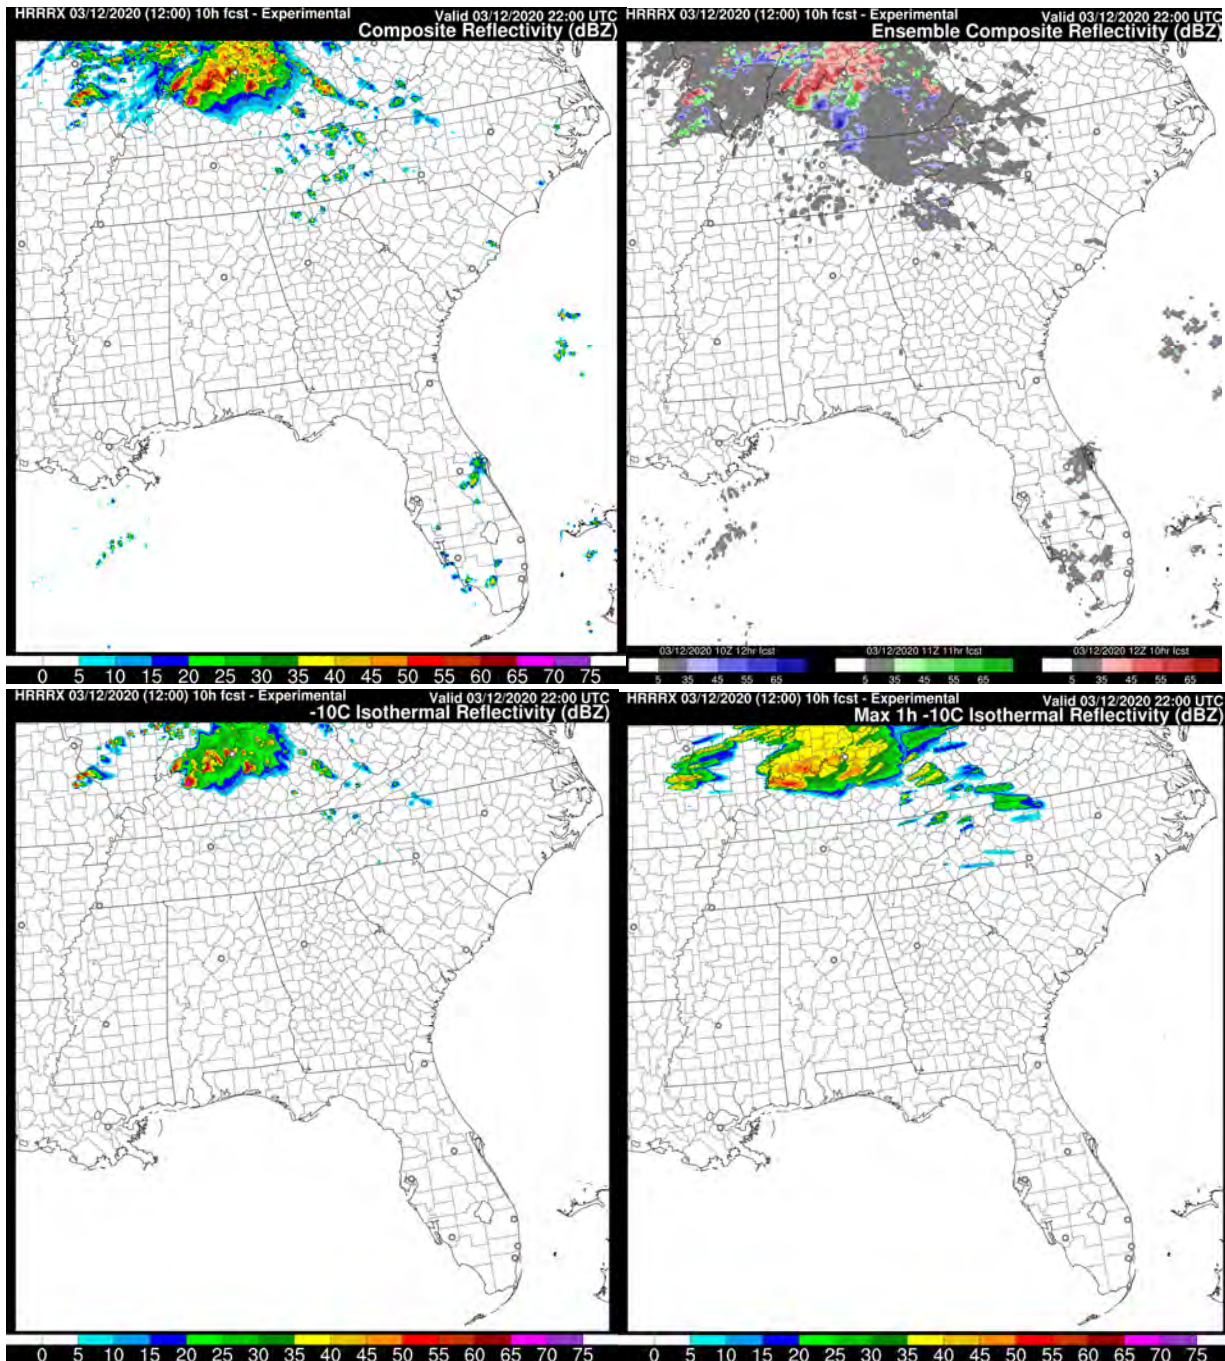 HRRRX 03/12/2020 (12:00) 10h fcst - Experimental Valid 03/12/2020 22:00 UTC
Composite Reflectivity (dBZ)
0 5 10 15 20 25 30 35 40 45 50 55 60 65 70 75
HRRRX 03/12/2020 (12:00) 10h fcst - Experimental Valid 03/12/2020 22:00 UTC
Ensemble Composite Reflectivity (dBZ)
03/12/2020 10Z 12hr fcst 03/12/2020 11Z 11hr fcst 03/12/2020 12Z 10hr fcst
5 35 45 55 65 5 35 45 55 65 5 35 45 55 65
HRRRX 03/12/2020 (12:00) 10h fcst - Experimental Valid 03/12/2020 22:00 UTC
-10C Isothermal Reflectivity (dBZ)
0 5 10 15 20 25 30 35 40 45 50 55 60 65 70 75
HRRRX 03/12/2020 (12:00) 10h fcst - Experimental Valid 03/12/2020 22:00 UTC
Max 1h -10C Isothermal Reflectivity (dBZ)
0 5 10 15 20 25 30 35 40 45 50 55 60 65 70 75